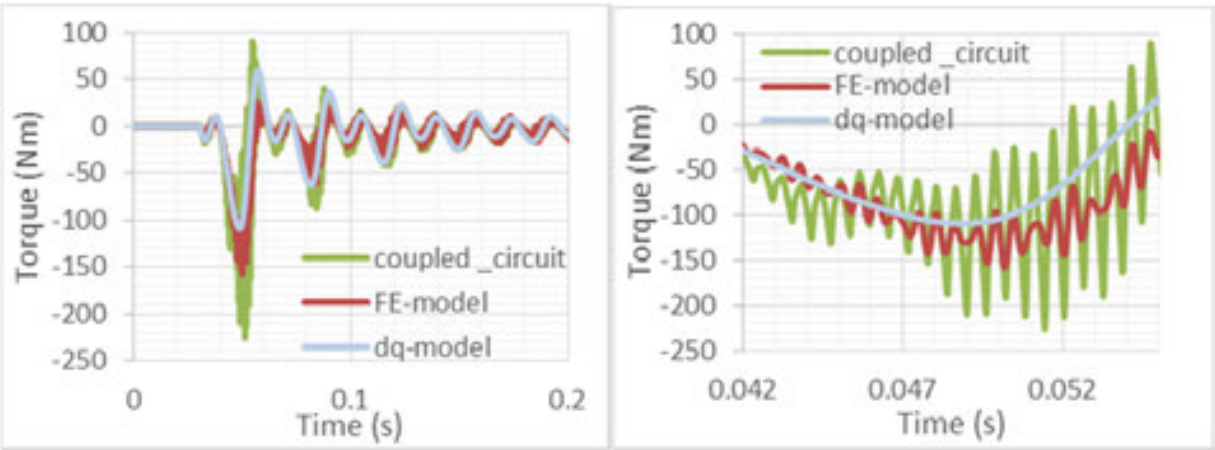 100
50
0
-50
-100
-150
-200
-250
Torque (Nm)
coupled _circuit
FE-model
dq-model
0
0.1
0.2
Time (s)
100
50
0
-50
-100
-150
-200
-250
Torque (Nm)
coupled _circuit
FE-model
dq-model
0.042
0.047
0.052
Time (s)